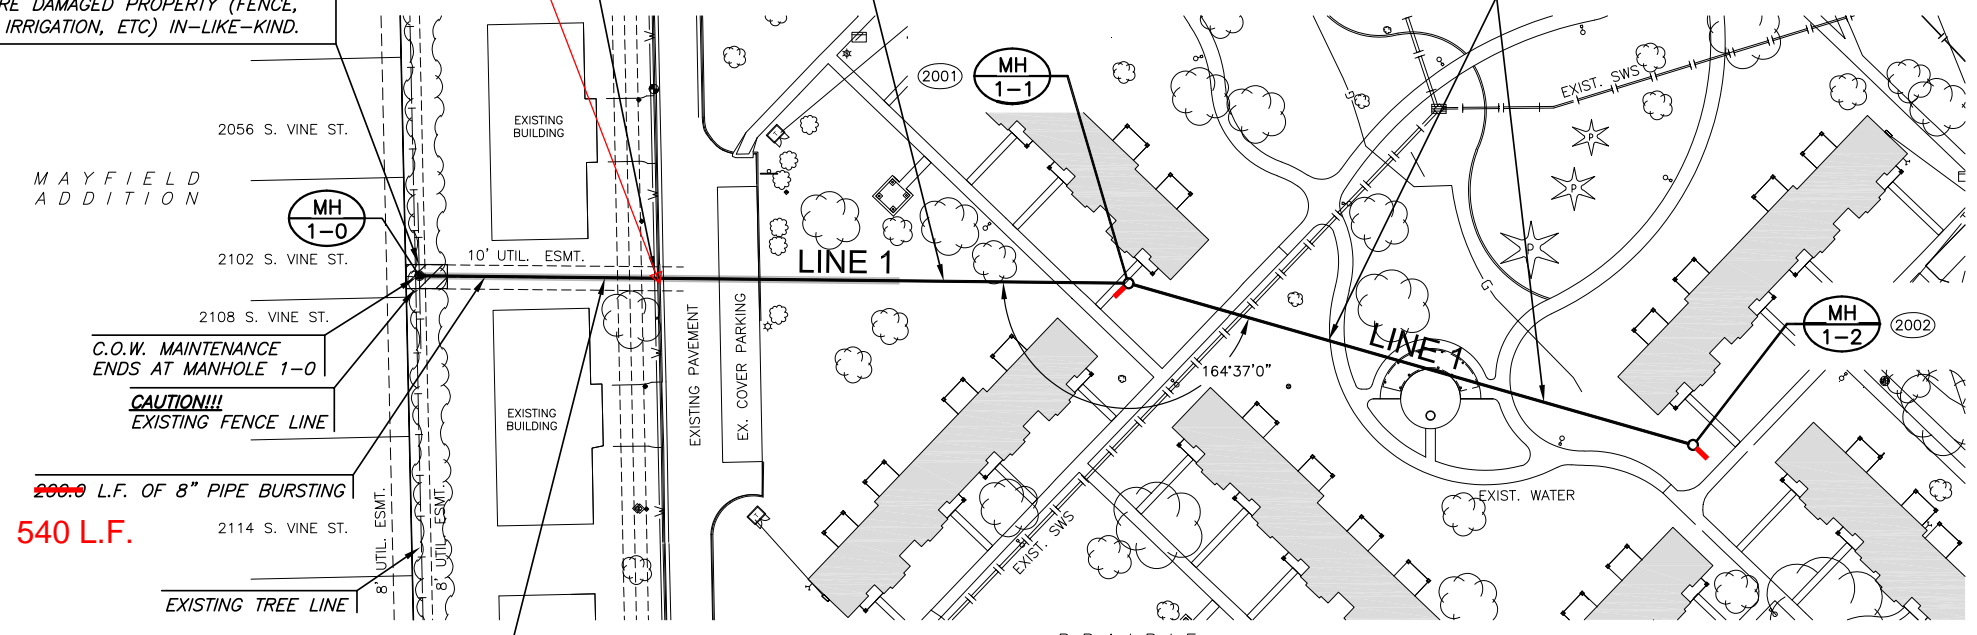 RE DAMAGED PROPERTY (FENCE,
IRRIGATION, ETC) IN-LIKE-KIND.
2056 S. VINE ST.
MAYFIELD
ADDITION
MH
1-0
2102 S. VINE ST.
2108 S. VINE ST.
C.O.W. MAINTENANCE
ENDS AT MANHOLE 1-0
CAUTION!!!
EXISTING FENCE LINE
200.0 L.F. OF 8" PIPE BURSTING
540 L.F.
2114 S. VINE ST.
EXISTING TREE LINE
8' UTIL. ESMT.
8' UTIL. ESMT.
EXISTING
BUILDING
10' UTIL. ESMT.
EXISTING
BUILDING
EXISTING PAVEMENT
EX. COVER PARKING
LINE 1
2001
MH
1-1
164°37'0"
LINE 1
EXIST. SWS
EXIST. SWS
G
G
P
P
P
MH
1-2
2002
EXIST. WATER